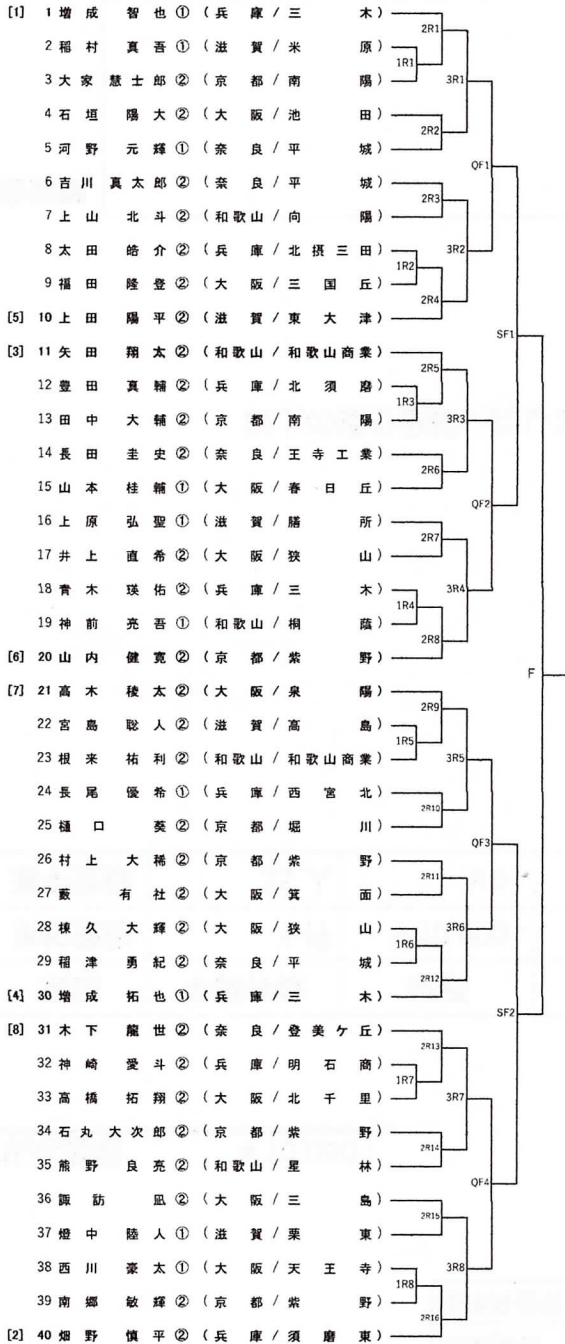 [1] 1 増成 智也 ① (兵庫/三木)
2 稲村 真吾 ① (滋賀/米原)
3 大家 慧士郎 ② (京都/南陽)
4 石垣 陽大 ② (大阪/池田)
5 河野 元輝 ① (奈良/平城)
6 吉川 真太郎 ② (奈良/平城)
7 上山 北斗 ② (和歌山/向陽)
8 太田 皓介 ② (兵庫/北摂三田)
9 福田 隆登 ② (大阪/三国丘)
[5] 10 上田 陽平 ② (滋賀/東大津)
[3] 11 矢田 翔太 ② (和歌山/和歌山商業)
12 豊田 真輔 ② (兵庫/北須磨)
13 田中 大輔 ② (京都/南陽)
14 長田 圭史 ② (奈良/王寺工業)
15 山本 桂輔 ① (大阪/春日丘)
16 上原 弘聖 ① (滋賀/膳所)
17 井上 直希 ② (大阪/狭山)
18 青木 瑛佑 ② (兵庫/三木)
19 神前 亮吾 ① (和歌山/桐蔭)
[6] 20 山内 健寛 ② (京都/紫野)
[7] 21 高木 稜太 ② (大阪/泉陽)
22 宮島 聡人 ② (滋賀/高島)
23 根来 祐利 ② (和歌山/和歌山商業)
24 長尾 優希 ① (兵庫/西宮北)
25 樋口 葵 ② (京都/堀川)
26 村上 大稀 ② (京都/紫野)
27 藪 有社 ② (大阪/箕面)
28 棟久 大輝 ② (大阪/狭山)
29 稲津 勇紀 ② (奈良/平城)
[4] 30 増成 拓也 ① (兵庫/三木)
[8] 31 木下 龍世 ② (奈良/登美ケ丘)
32 神崎 愛斗 ② (兵庫/明石商)
33 高橋 拓翔 ② (大阪/北千里)
34 石丸 大次郎 ② (京都/紫野)
35 熊野 良亮 ② (和歌山/星林)
36 諏訪 凪 ② (大阪/三島)
37 燈中 陸人 ① (滋賀/栗東)
38 西川 豪太 ① (大阪/天王寺)
39 南郷 敏輝 ② (京都/紫野)
[2] 40 畑野 慎平 ② (兵庫/須磨東)
1R1
1R2
1R3
1R4
1R5
1R6
1R7
1R8
2R1
2R2
2R3
2R4
2R5
2R6
2R7
2R8
2R9
2R10
2R11
2R12
2R13
2R14
2R15
2R16
3R1
3R2
3R3
3R4
3R5
3R6
3R7
3R8
QF1
QF2
QF3
QF4
SF1
SF2
F